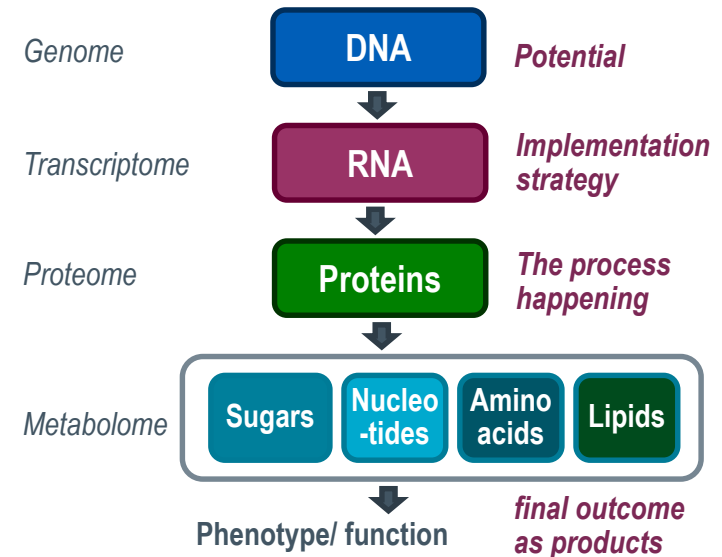 Genome
DNA
Potential
Transcriptome
RNA
Implementation
strategy
Proteome
Proteins
The process
happening
Metabolome
Sugars
Nucleo
-tides
Amino
acids
Lipids
Phenotype/ function
final outcome
as products